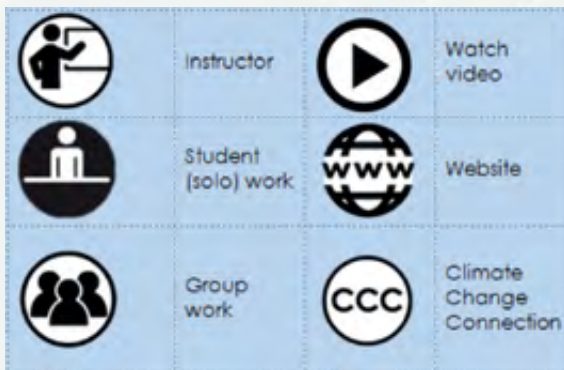 Instructor
Watch
video
Student
(solo) work
www
Website
Group
work
CCC
Climate
Change
Connection